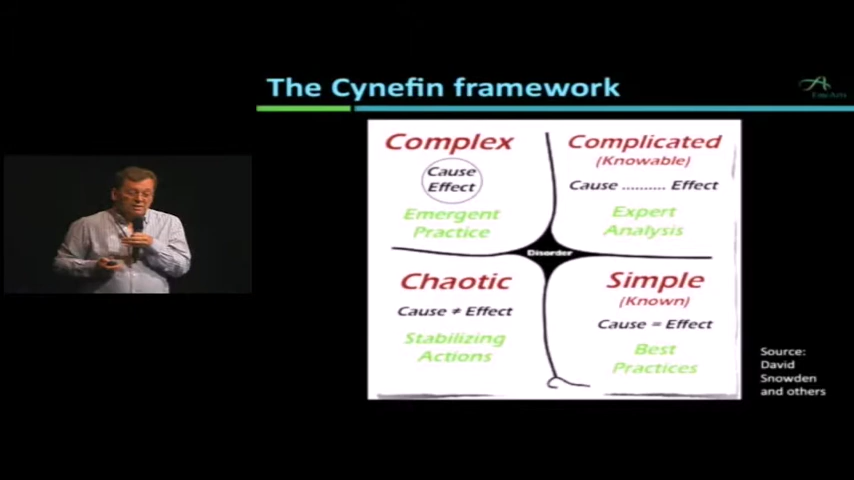 The Cynefin framework
Complex
Cause
Effect
Emergent
Practice
Complicated
(Knowable)
Cause .......... Effect
Expert
Analysis
Disorder
Chaotic
Cause ≠ Effect
Stabilizing
Actions
Simple
(Known)
Cause = Effect
Best
Practices
Source:
David
Snowden
and others